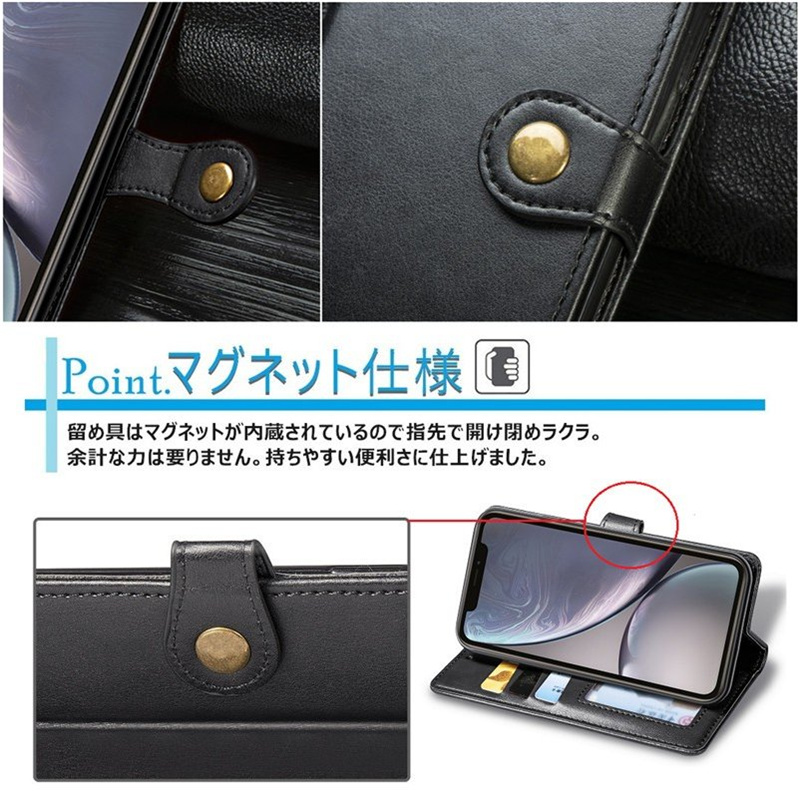 Point.マグネット仕様
留め具はマグネットが内蔵されているので指先で開け閉めラクラ。
余計な力は要りません。持ちやすい便利さに仕上げました。